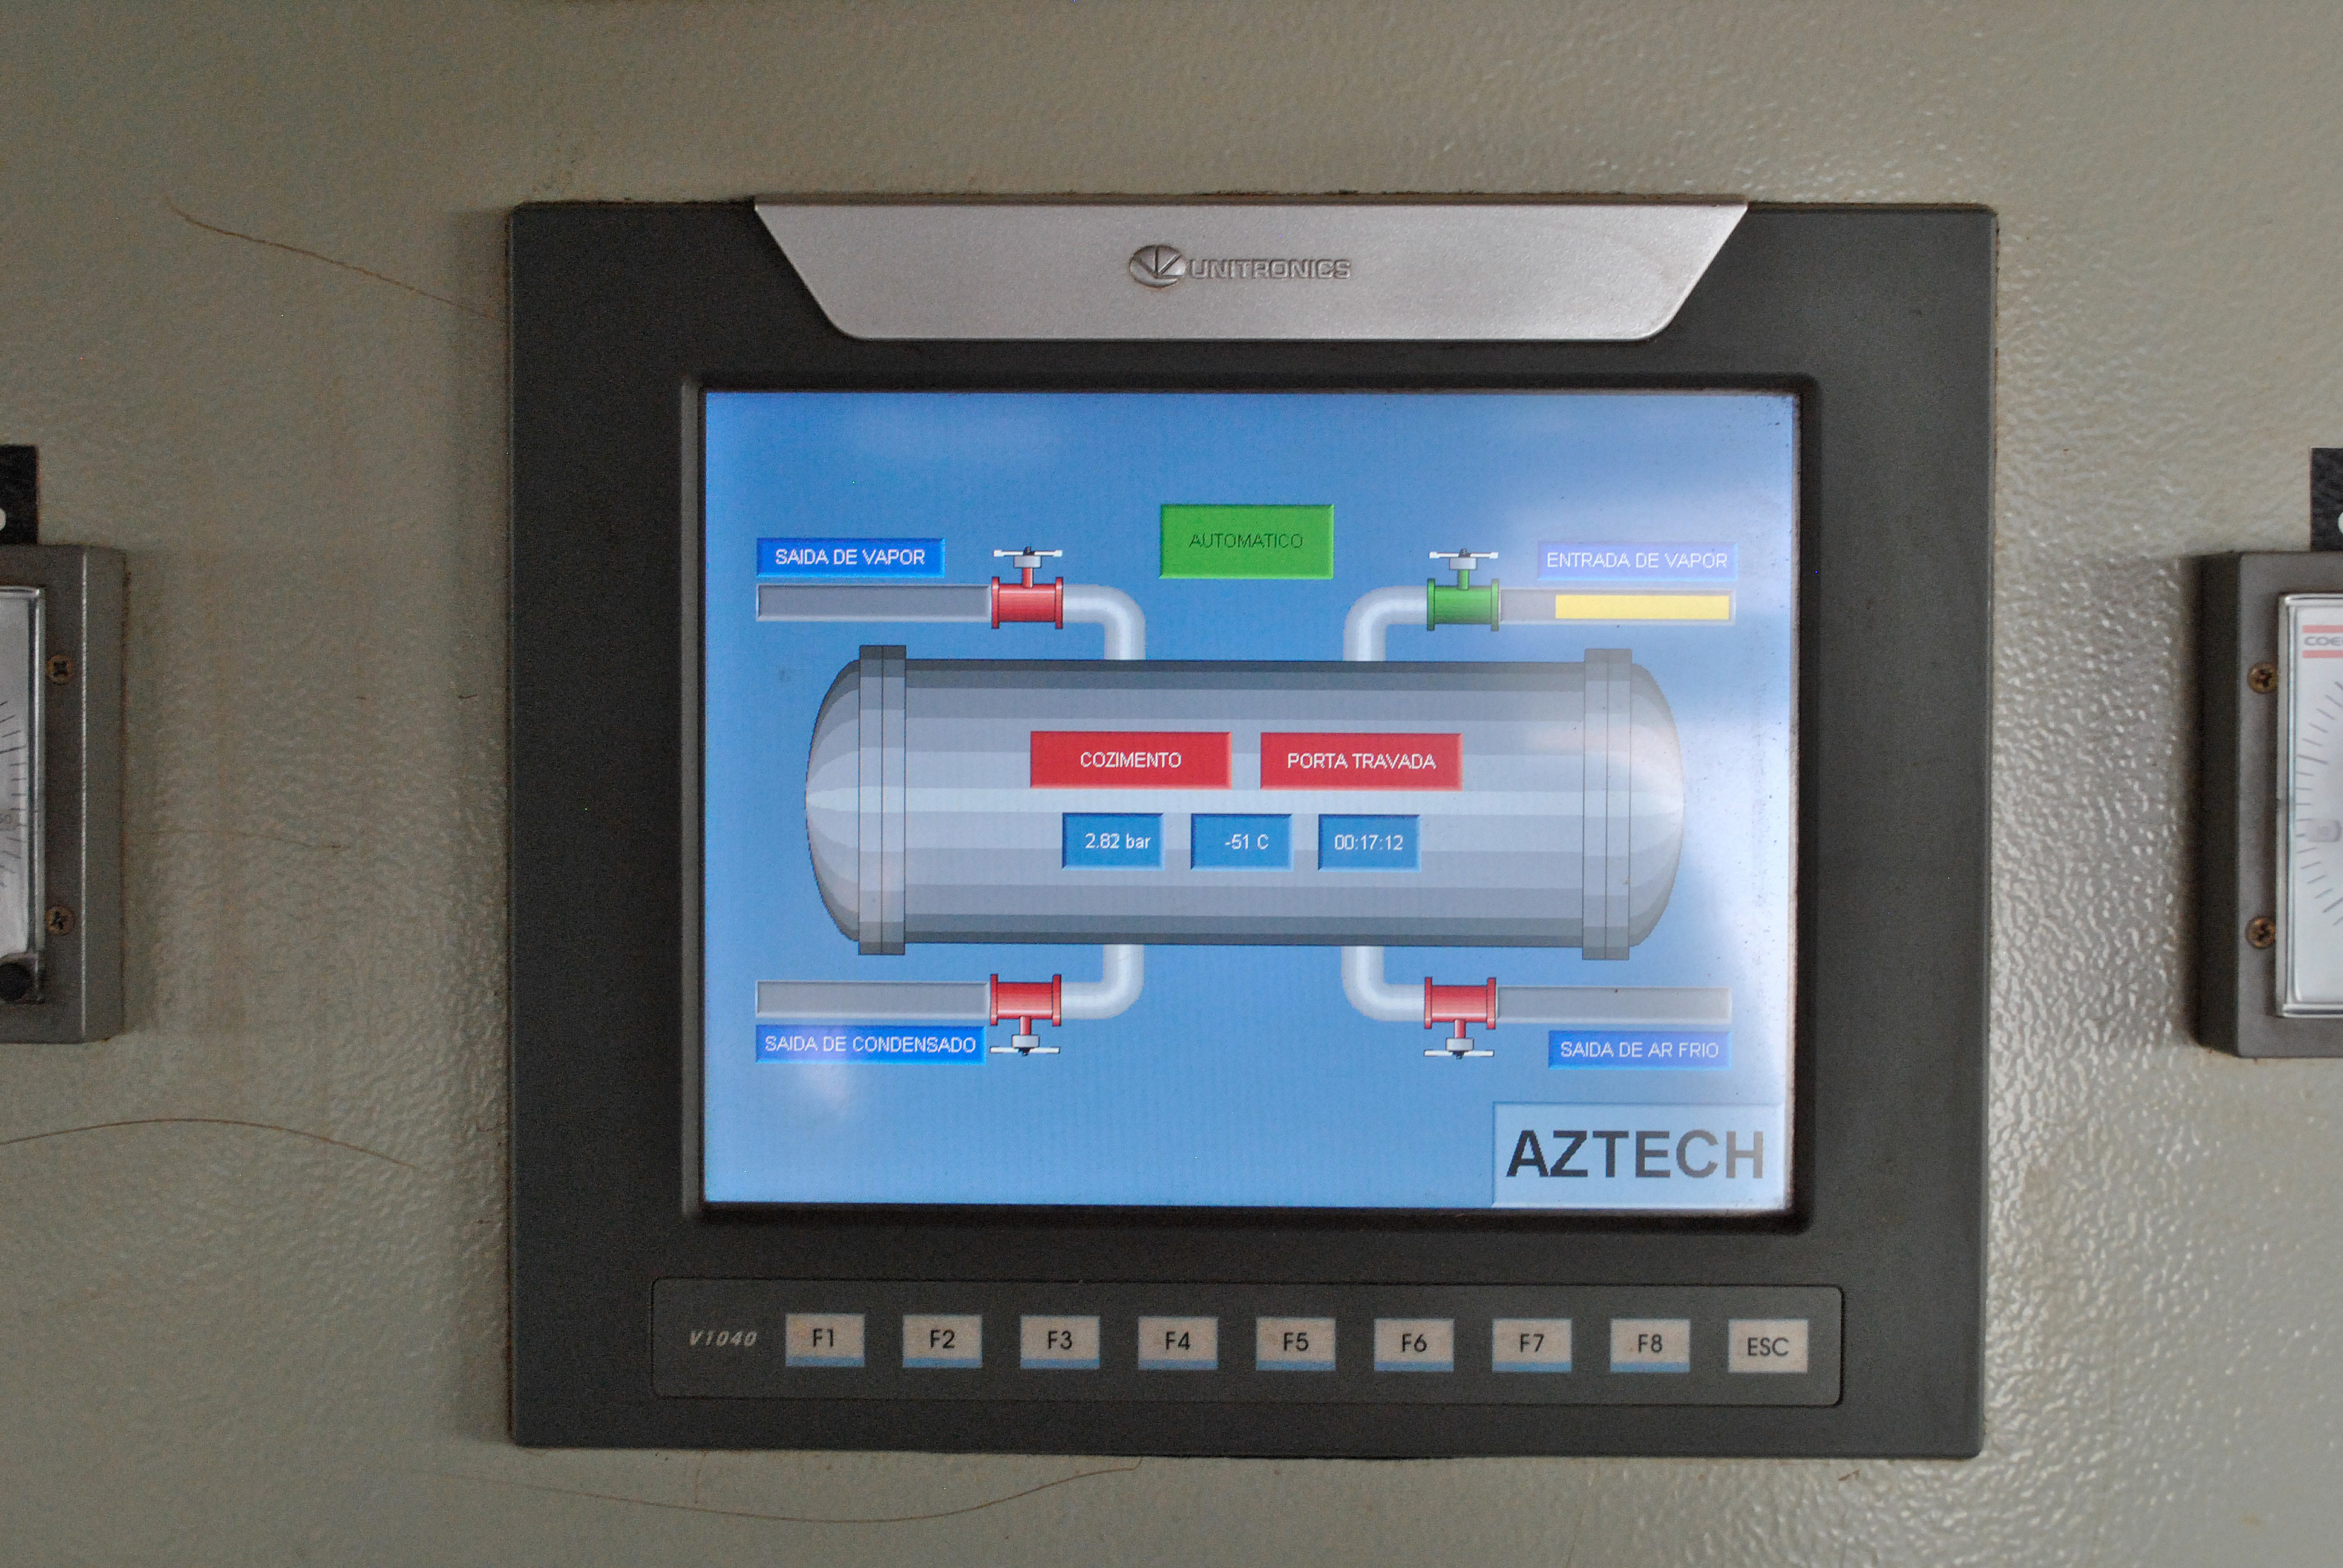 UNITRONICS
AUTOMATICO
SAIDA DE VAPOR
ENTRADA DE VAPOR
COZIMENTO
PORTA TRAVADA
2.82 bar
-51 C
00:17:12
SAIDA DE CONDENSADO
SAIDA DE AR FRIO
AZTECH
V1040
F1
F2
F3
F4
F5
F6
F7
F8
ESC